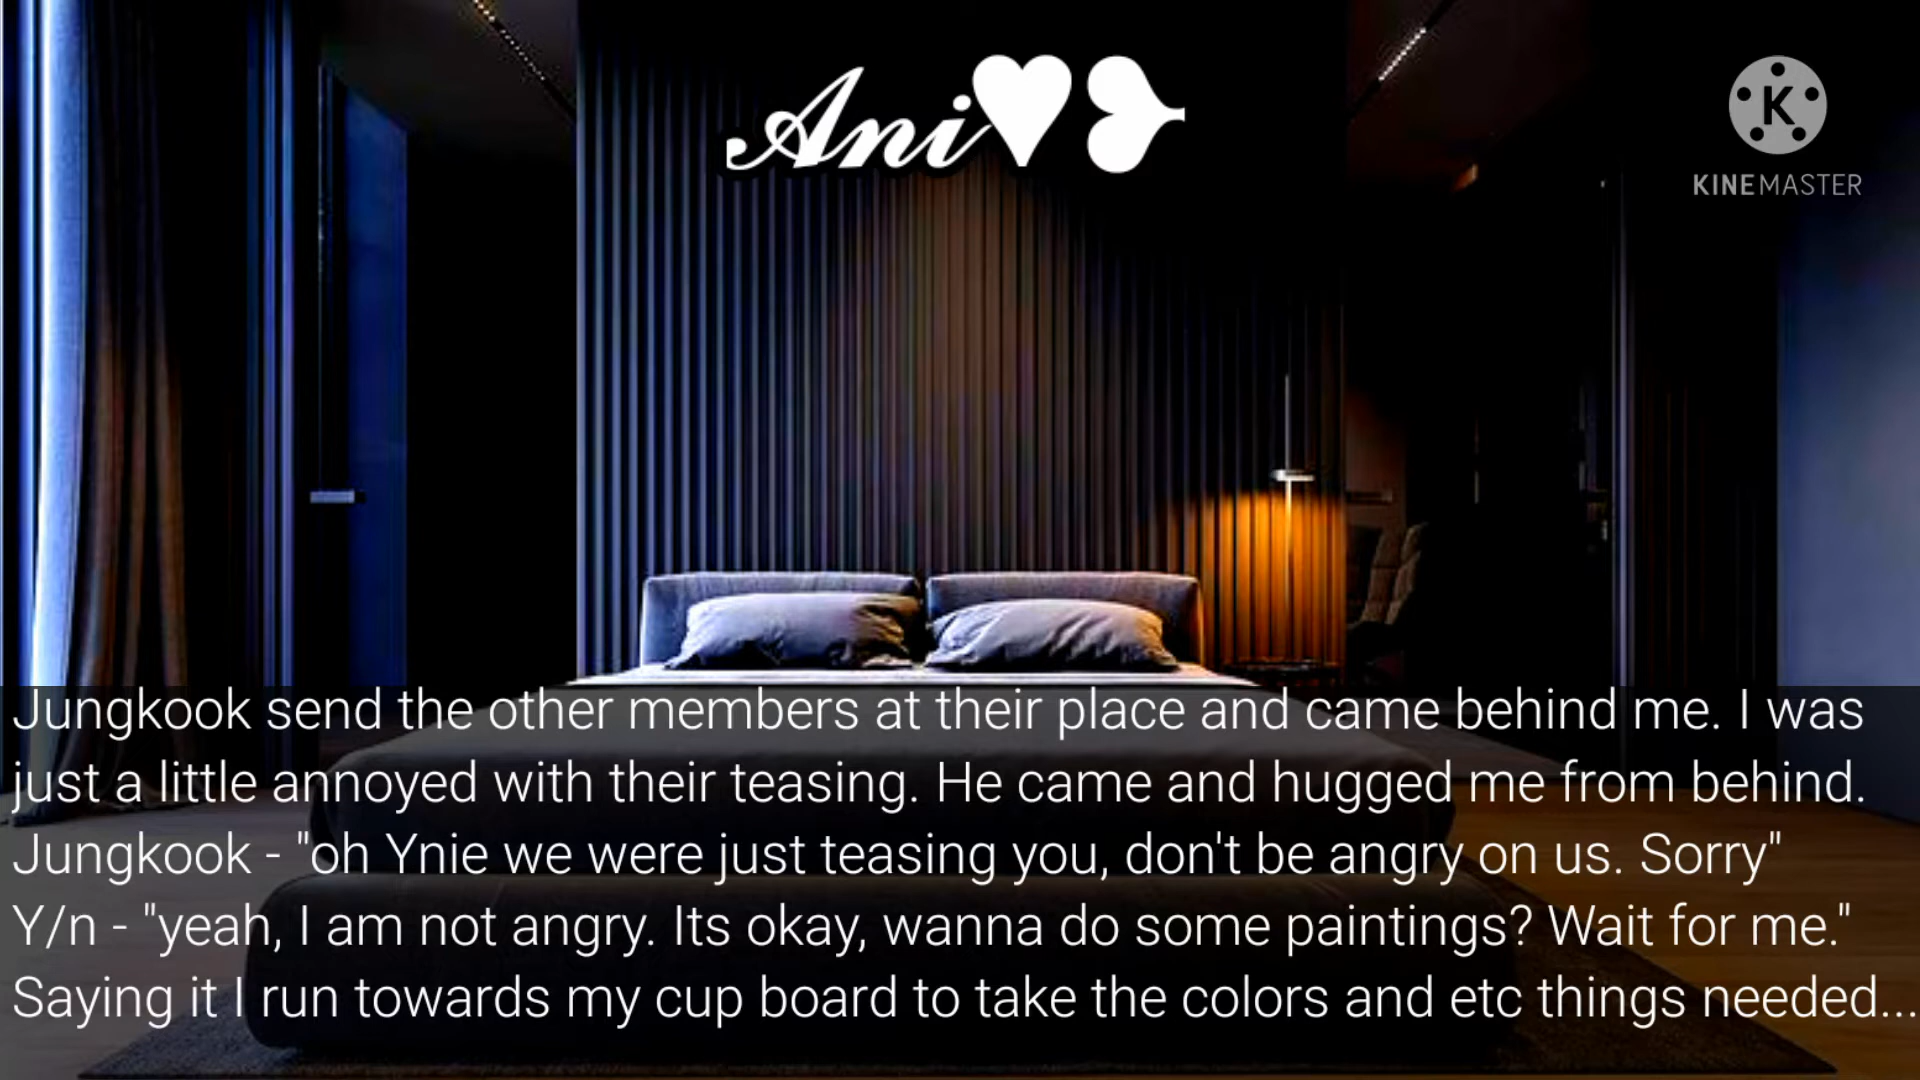 Ani♥❥
K
KINEMASTER
Jungkook send the other members at their place and came behind me. I was
just a little annoyed with their teasing. He came and hugged me from behind.
Jungkook - "oh Ynie we were just teasing you, don't be angry on us. Sorry"
Y/n - "yeah, I am not angry. Its okay, wanna do some paintings? Wait for me."
Saying it I run towards my cup board to take the colors and etc things needed...